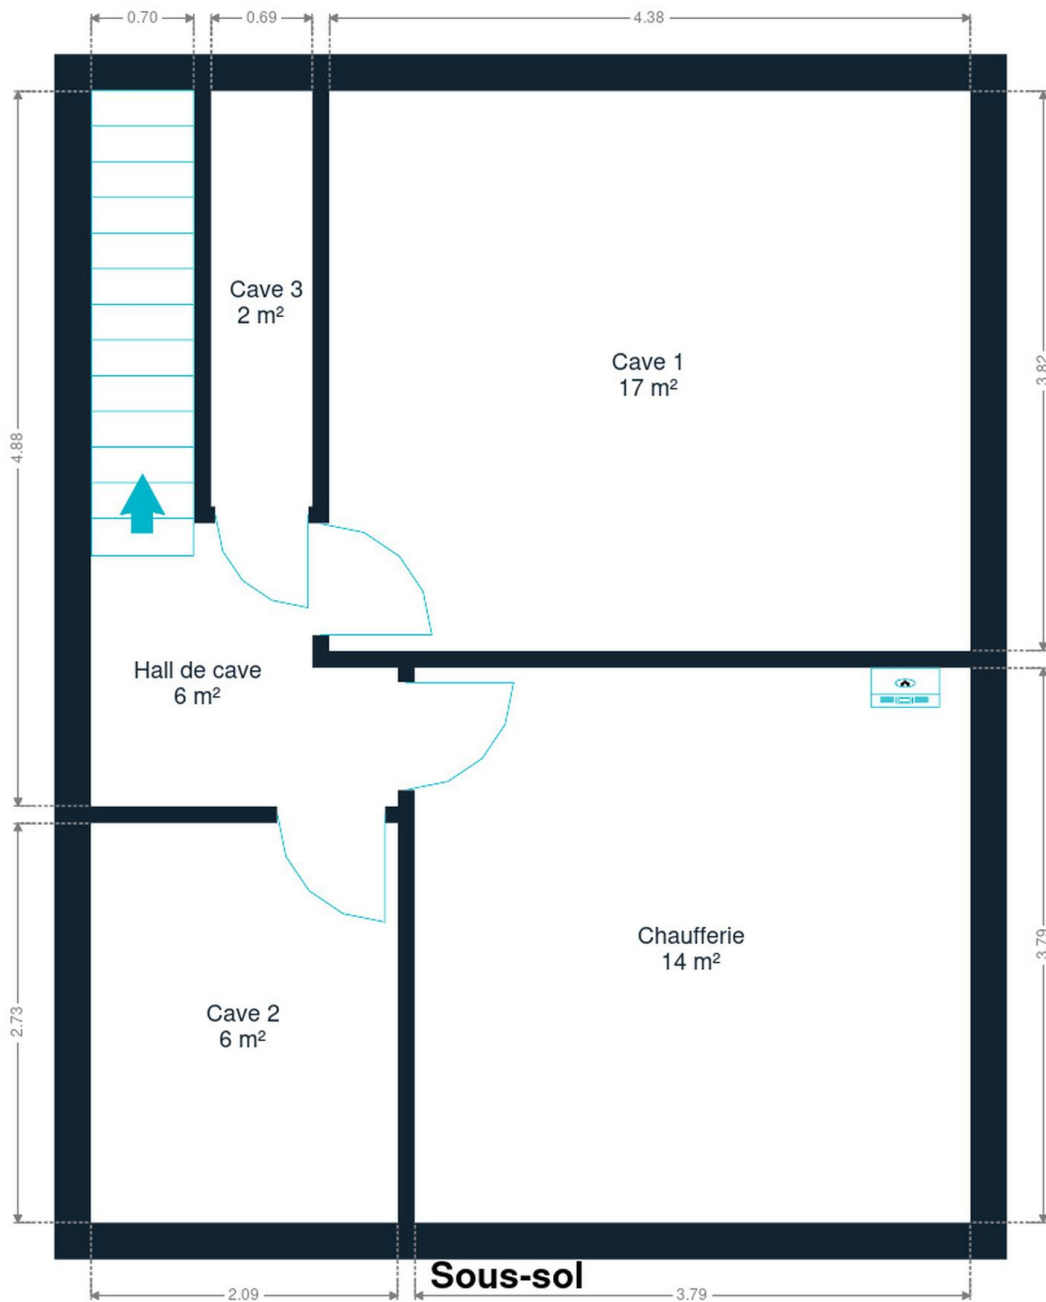 0.70
0.69
4.38
Cave 3
2 m²
Cave 1
17 m²
3.82
4.88
Hall de cave
6 m²
Chaufferie
14 m²
3.79
Cave 2
6 m²
2.73
Sous-sol
2.09
3.79